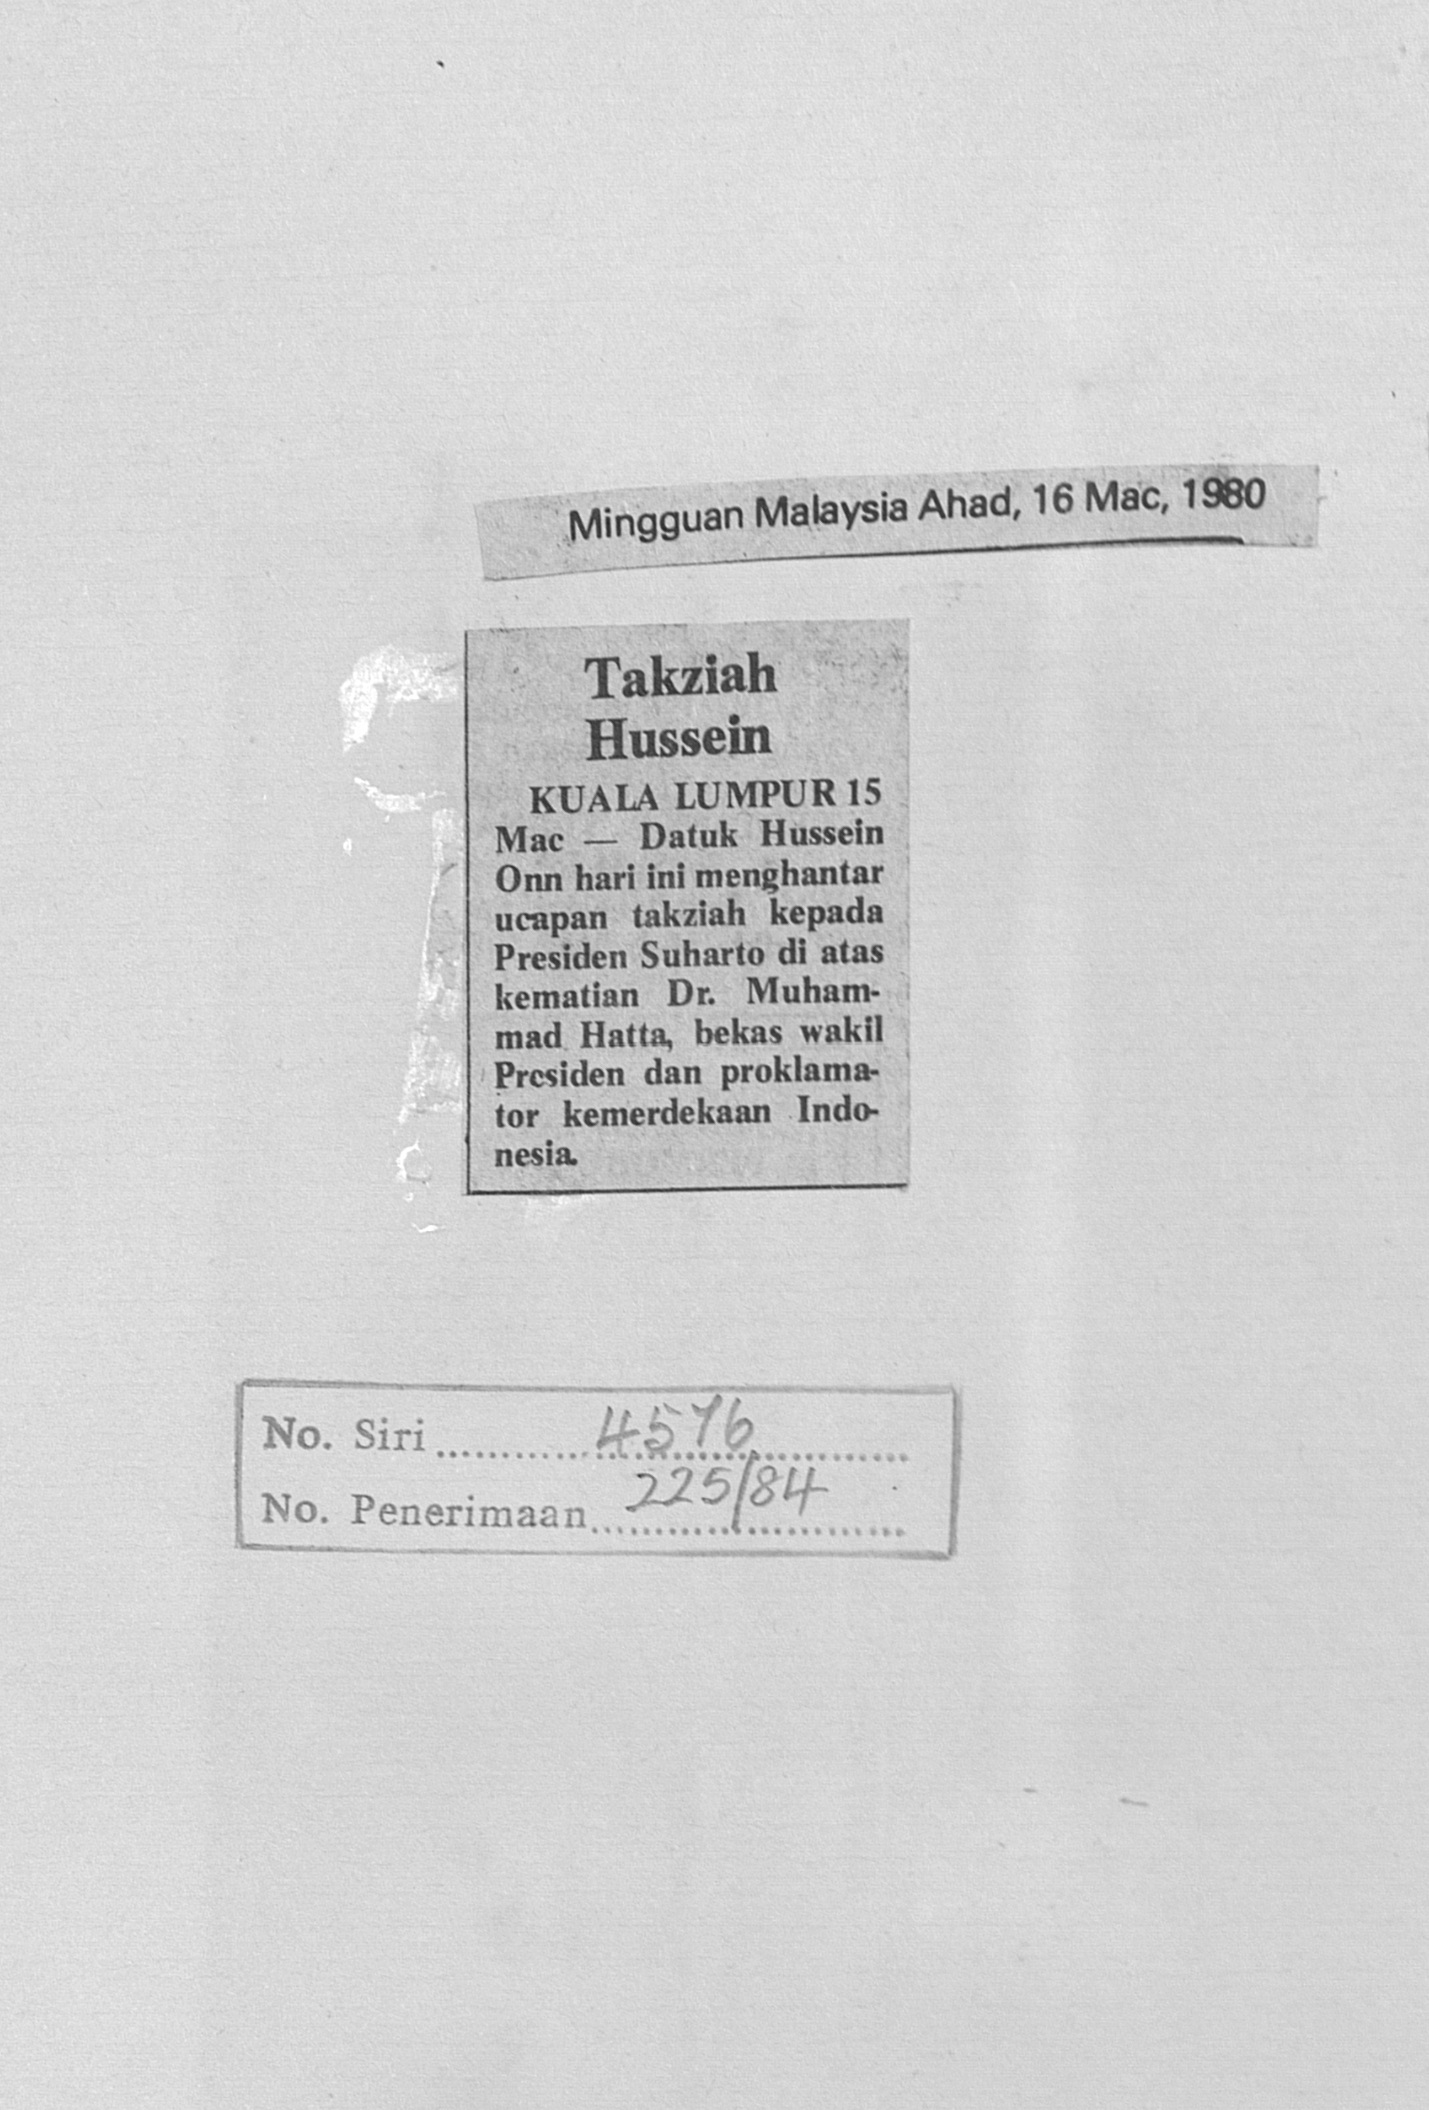 Mingguan Malaysia Ahad, 16 Mac, 1980
Takziah
Hussein
KUALA LUMPUR 15
Mac — Datuk Hussein
Onn hari ini menghantar
ucapan takziah kepada
Presiden Suharto di atas
kematian Dr. Muham-
mad Hatta, bekas wakil
Presiden dan proklama-
tor kemerdekaan Indo-
nesia.
No. Siri 4576
No. Penerimaan 225/84